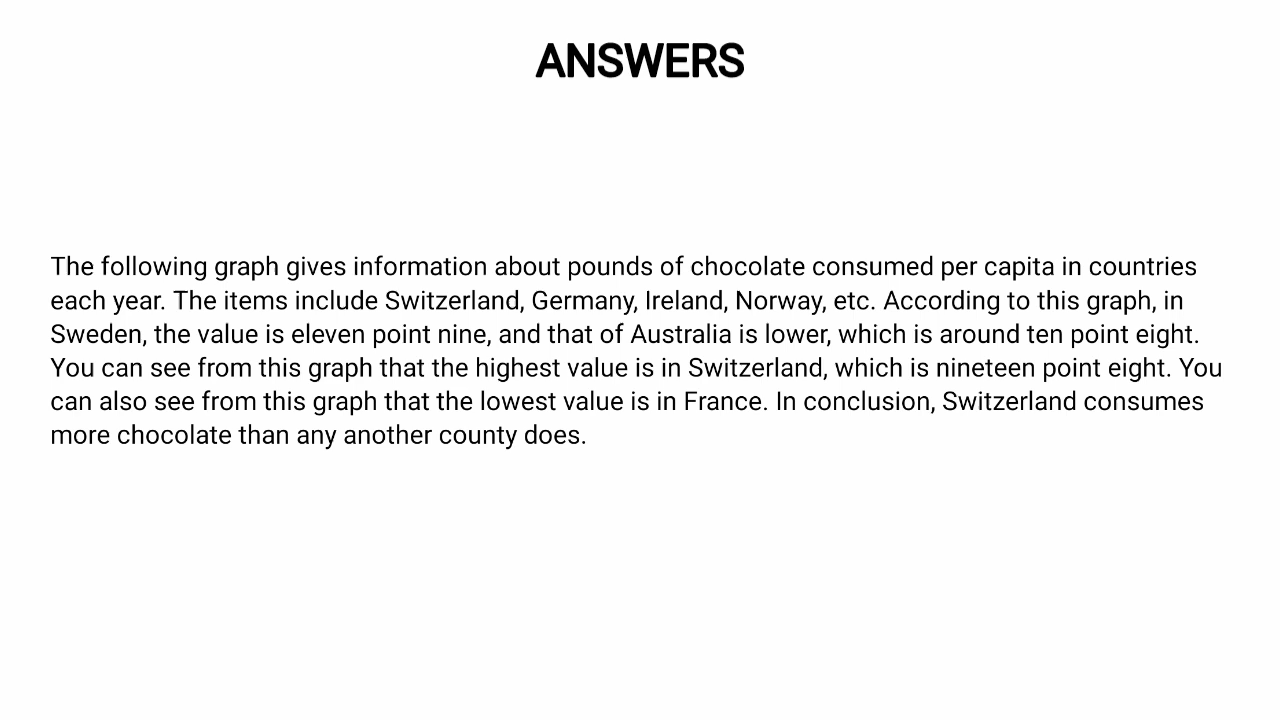 ANSWERS
The following graph gives information about pounds of chocolate consumed per capita in countries
each year. The items include Switzerland, Germany, Ireland, Norway, etc. According to this graph, in
Sweden, the value is eleven point nine, and that of Australia is lower, which is around ten point eight.
You can see from this graph that the highest value is in Switzerland, which is nineteen point eight. You
can also see from this graph that the lowest value is in France. In conclusion, Switzerland consumes
more chocolate than any another county does.